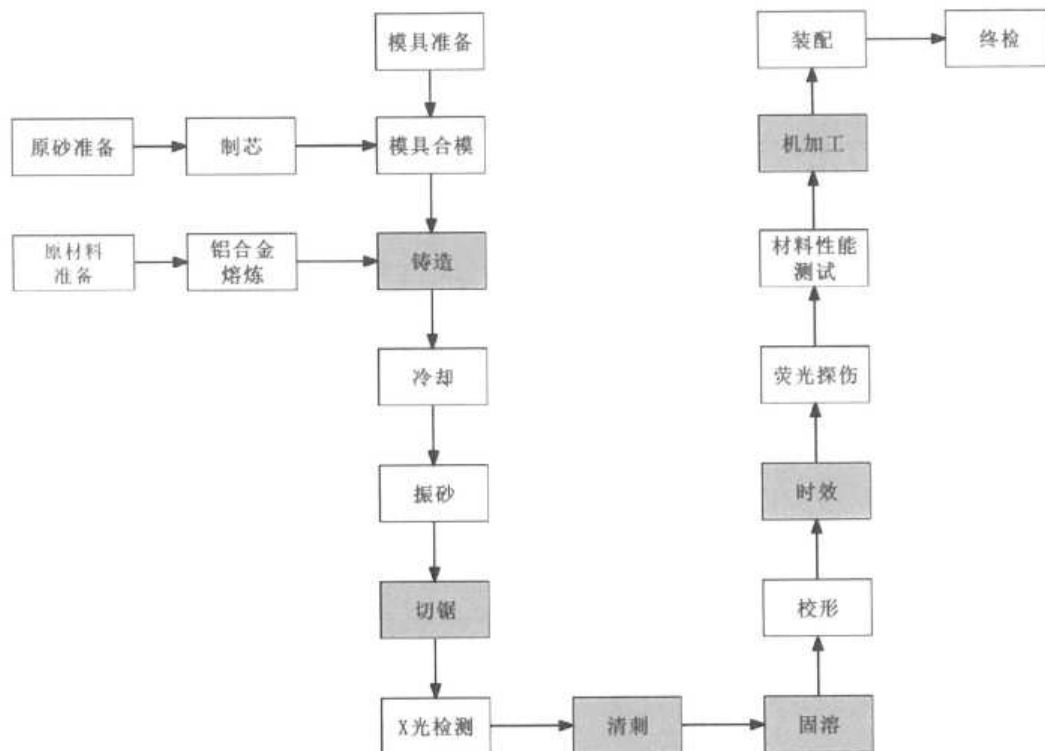 模具准备
装配
终检
原砂准备
制芯
模具合模
机加工
原材料
准备
铝合金
熔炼
铸造
材料性能
测试
冷却
荧光探伤
振砂
时效
切锯
校形
X光检测
清刺
固溶